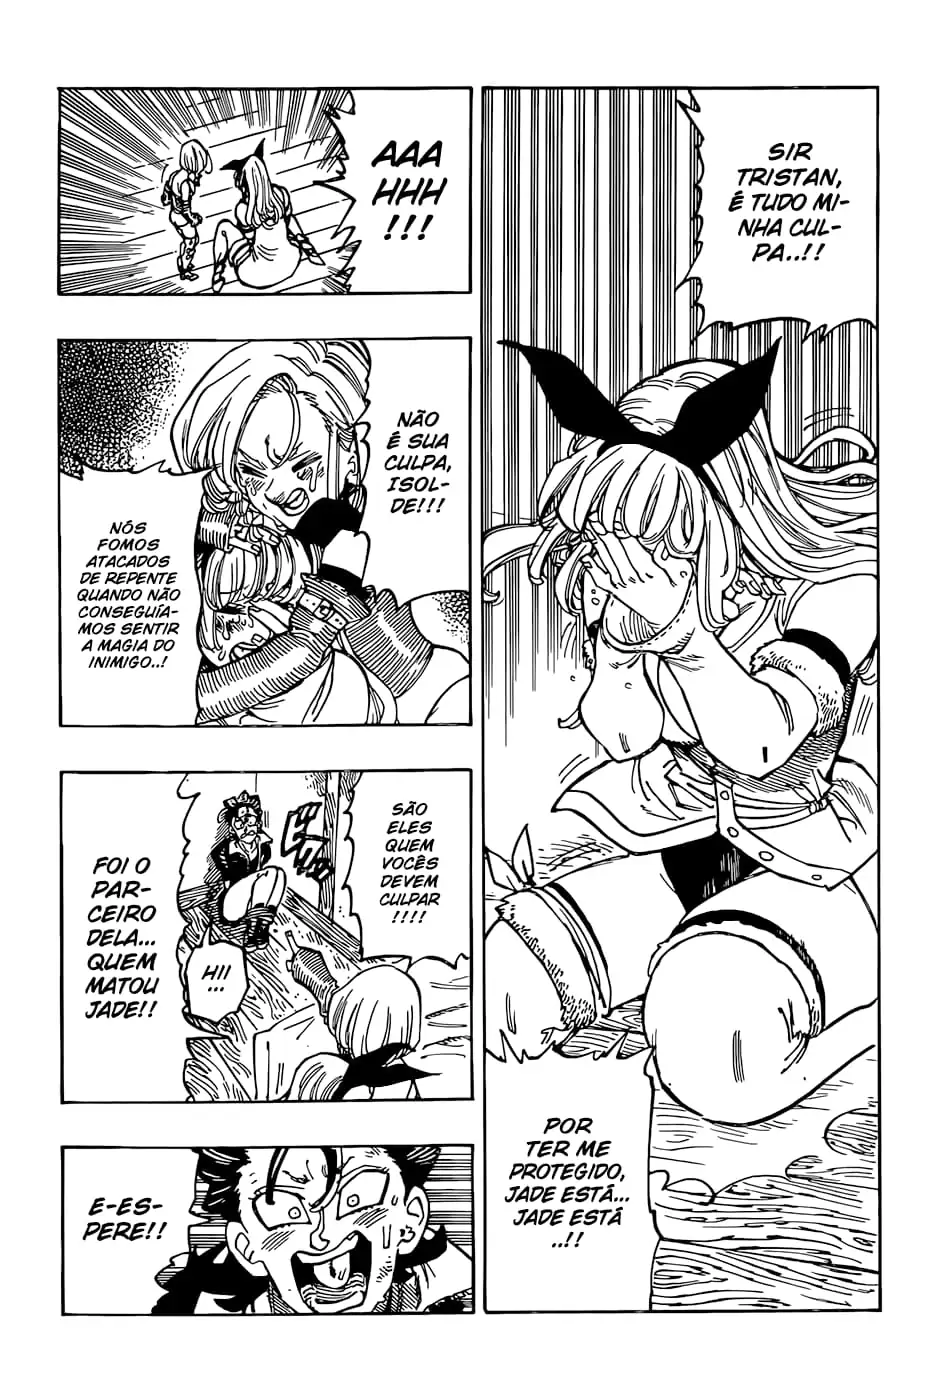 SIR
TRISTAN,
É TUDO MI-
NHA CUL-
PA..!!
POR
TER ME
PROTEGIDO,
JADE ESTÁ...
JADE ESTÁ
..!!
AAA
HHH
!!!
NÃO
É SUA
CULPA,
ISOL-
DE!!!
NÓS
FOMOS
ATACADOS
DE REPENTE
QUANDO NÃO
CONSEGUÍA-
MOS SENTIR
A MAGIA DO
INIMIGO..!
SÃO
ELES
QUEM
VOCÊS
DEVEM
CULPAR
!!!!
FOI O
PAR-
CEIRO
DELA...
QUEM
MATOU
JADE!!
HII
...
E-ES-
PERE!!